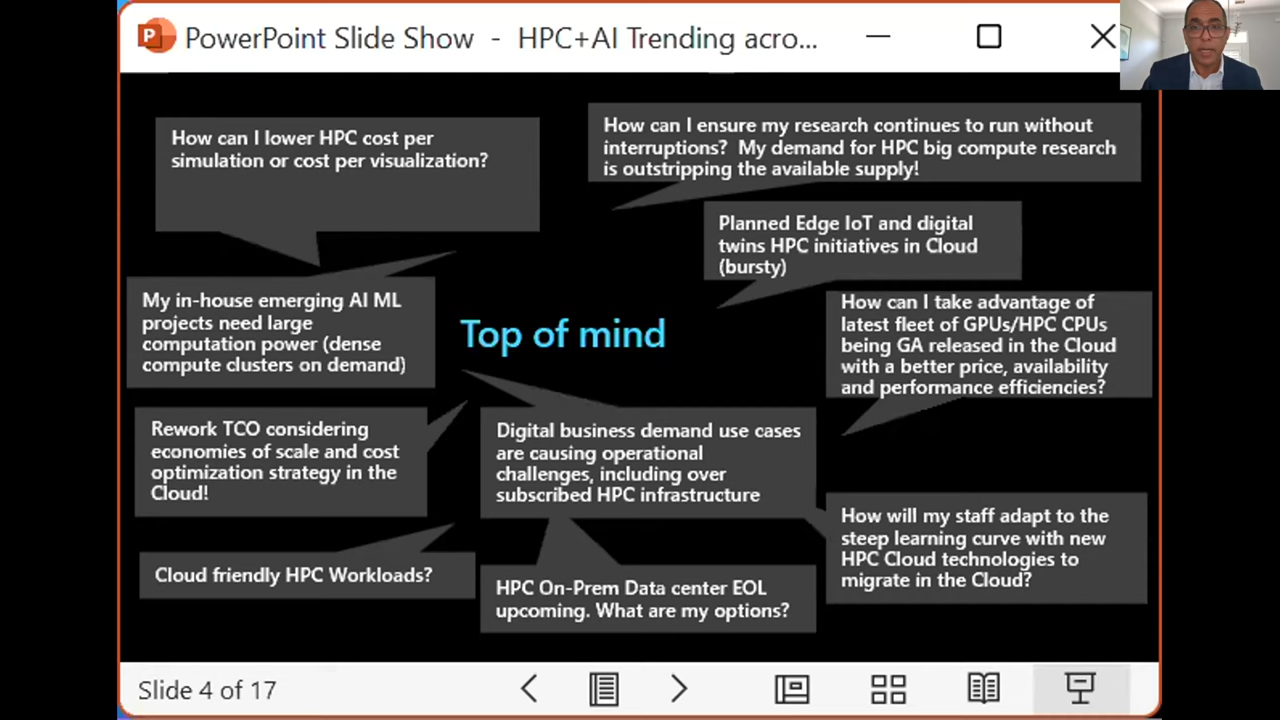 PowerPoint Slide Show - HPC+AI Trending acro...
How can I lower HPC cost per
simulation or cost per visualization?
How can I ensure my research continues to run without
interruptions? My demand for HPC big compute research
is outstripping the available supply!
Planned Edge IoT and digital
twins HPC initiatives in Cloud
(bursty)
My in-house emerging AI ML
projects need large
computation power (dense
compute clusters on demand)
Top of mind
How can I take advantage of
latest fleet of GPUs/HPC CPUs
being GA released in the Cloud
with a better price, availability
and performance efficiencies?
Rework TCO considering
economies of scale and cost
optimization strategy in the
Cloud!
Digital business demand use cases
are causing operational
challenges, including over
subscribed HPC infrastructure
How will my staff adapt to the
steep learning curve with new
HPC Cloud technologies to
migrate in the Cloud?
Cloud friendly HPC Workloads?
HPC On-Prem Data center EOL
upcoming. What are my options?
Slide 4 of 17